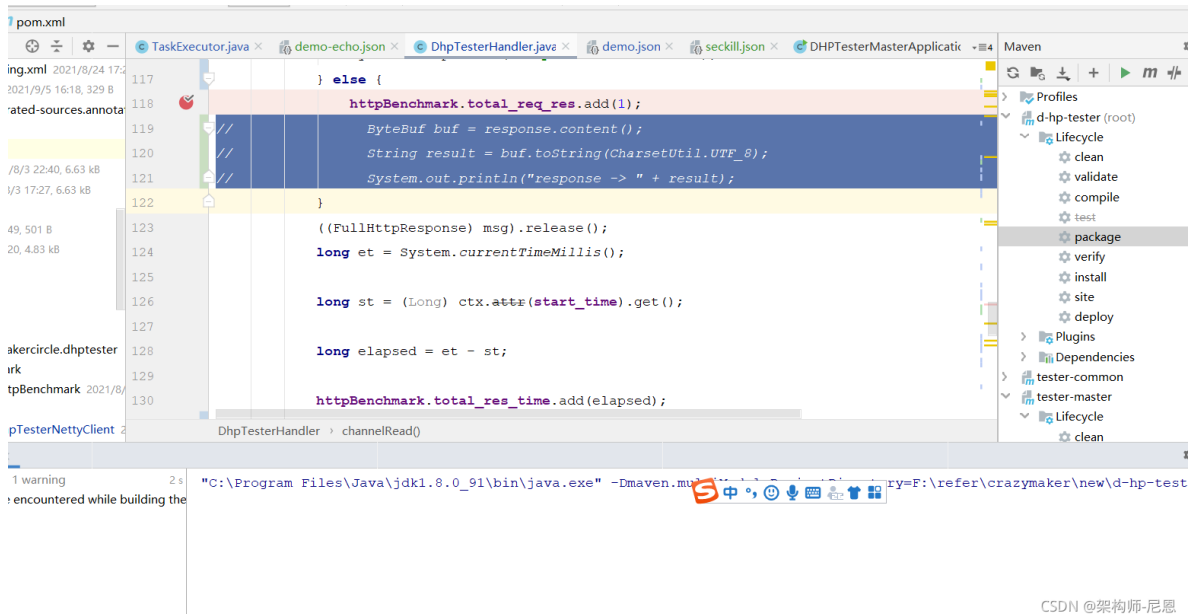 pom.xml
TaskExecutor.java
demo-echo.json
DhpTesterHandler.java
demo.json
seckill.json
DHPTesterMasterApplicatio
4
Maven
ing.xml 2021/8/24 17:2
2021/9/5 16:18, 329 B
rated-sources.annotat
/8/3 22:40, 6.63 kB
/3 17:27, 6.63 kB
49, 501 B
20, 4.83 kB
akercircle.dhptester
ark
tpBenchmark 2021/8/
pTesterNettyClient 2
117 } else {
118 httpBenchmark.total_req_res.add(1);
119 // ByteBuf buf = response.content();
120 // String result = buf.toString(CharsetUtil.UTF_8);
121 // System.out.println("response -> " + result);
122 }
123 ((FullHttpResponse) msg).release();
124 long et = System.currentTimeMillis();
125
126 long st = (Long) ctx.attr(start_time).get();
127
128 long elapsed = et - st;
129
130 httpBenchmark.total_res_time.add(elapsed);
DhpTesterHandler › channelRead()
Profiles
d-hp-tester (root)
Lifecycle
clean
validate
compile
test
package
verify
install
site
deploy
Plugins
Dependencies
tester-common
tester-master
Lifecycle
clean
1 warning 2 s
encountered while building the
"C:\Program Files\Java\jdk1.8.0_91\bin\java.exe" -Dmaven.mu
ectory=F:\refer\crazymaker\new\d-hp-test
S 中
CSDN @架构师-尼恩